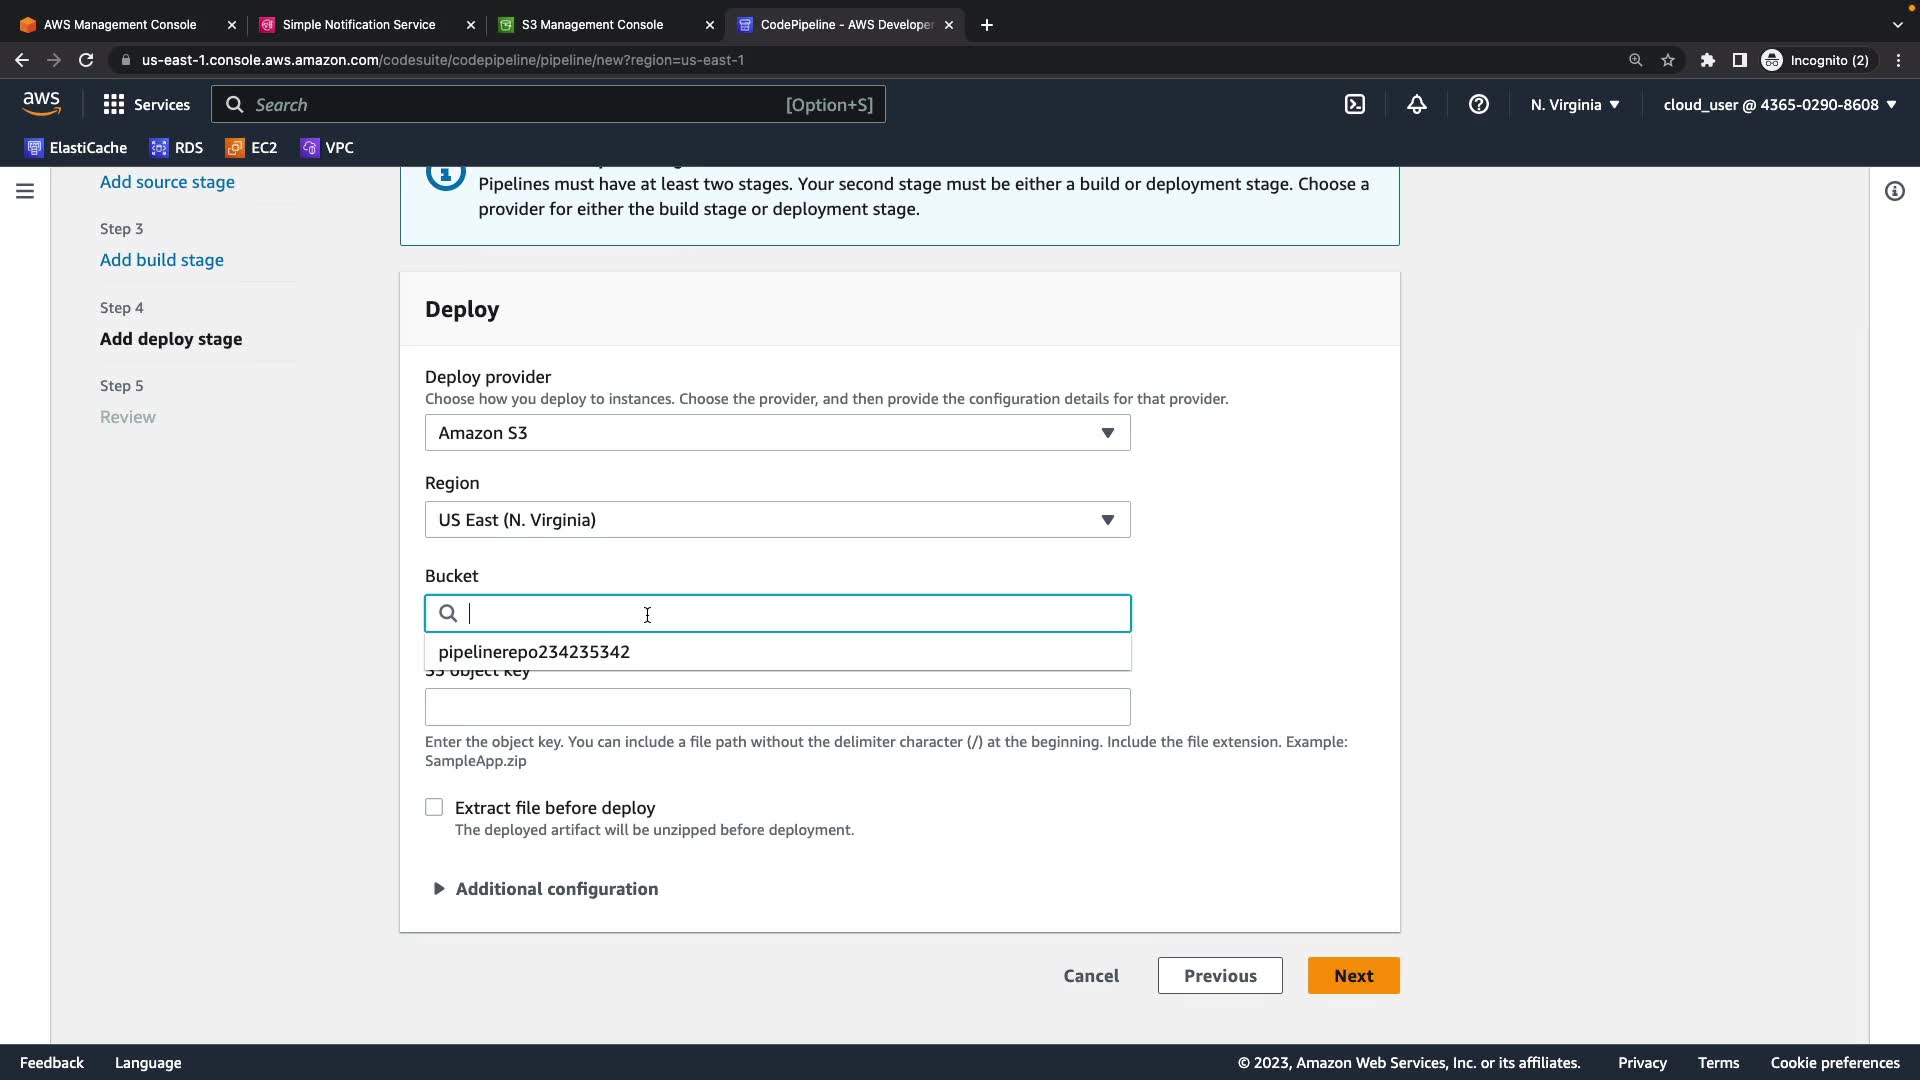 AWS Management Console
Simple Notification Service
S3 Management Console
CodePipeline - AWS Developer
us-east-1.console.aws.amazon.com/codesuite/codepipeline/pipeline/new?region=us-east-1
Incognito (2)
aws
Services
Search
[Option+S]
N. Virginia
cloud_user @ 4365-0290-8608
ElastiCache
RDS
EC2
VPC
Add source stage
Step 3
Add build stage
Step 4
Add deploy stage
Step 5
Review
Pipelines must have at least two stages. Your second stage must be either a build or deployment stage. Choose a
provider for either the build stage or deployment stage.
Deploy
Deploy provider
Choose how you deploy to instances. Choose the provider, and then provide the configuration details for that provider.
Amazon S3
Region
US East (N. Virginia)
Bucket
pipelinerepo234235342
S3 object key
Enter the object key. You can include a file path without the delimiter character (/) at the beginning. Include the file extension. Example:
SampleApp.zip
Extract file before deploy
The deployed artifact will be unzipped before deployment.
Additional configuration
Cancel
Previous
Next
Feedback
Language
© 2023, Amazon Web Services, Inc. or its affiliates.
Privacy
Terms
Cookie preferences